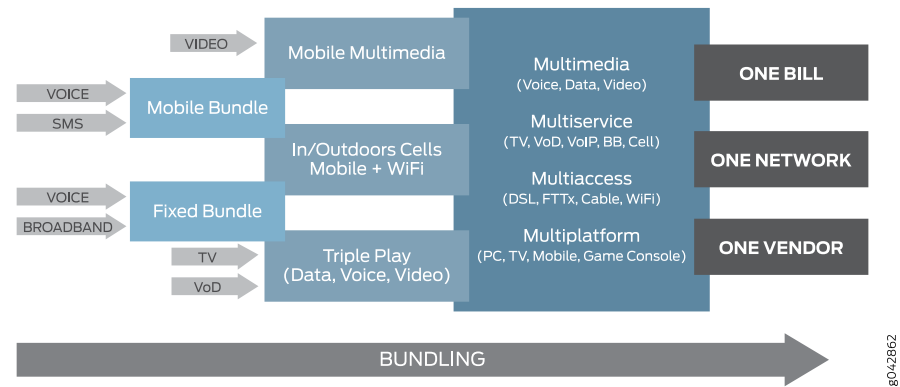 VIDEO
VOICE
SMS
VOICE
BROADBAND
TV
VoD
Mobile Bundle
Fixed Bundle
Mobile Multimedia
In/Outdoors Cells
Mobile + WiFi
Triple Play
(Data, Voice, Video)
Multimedia
(Voice, Data, Video)
Multiservice
(TV, VoD, VoIP, BB, Cell)
Multiaccess
(DSL, FTTx, Cable, WiFi)
Multiplatform
(PC, TV, Mobile, Game Console)
ONE BILL
ONE NETWORK
ONE VENDOR
BUNDLING
g042862